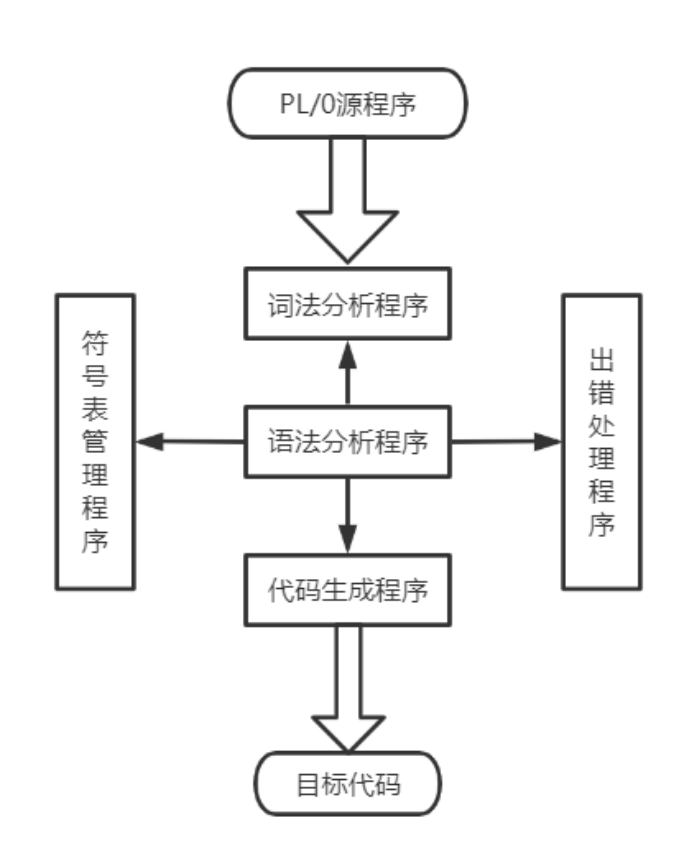 PL/0源程序
词法分析程序
符号表管理程序
语法分析程序
出错处理程序
代码生成程序
目标代码